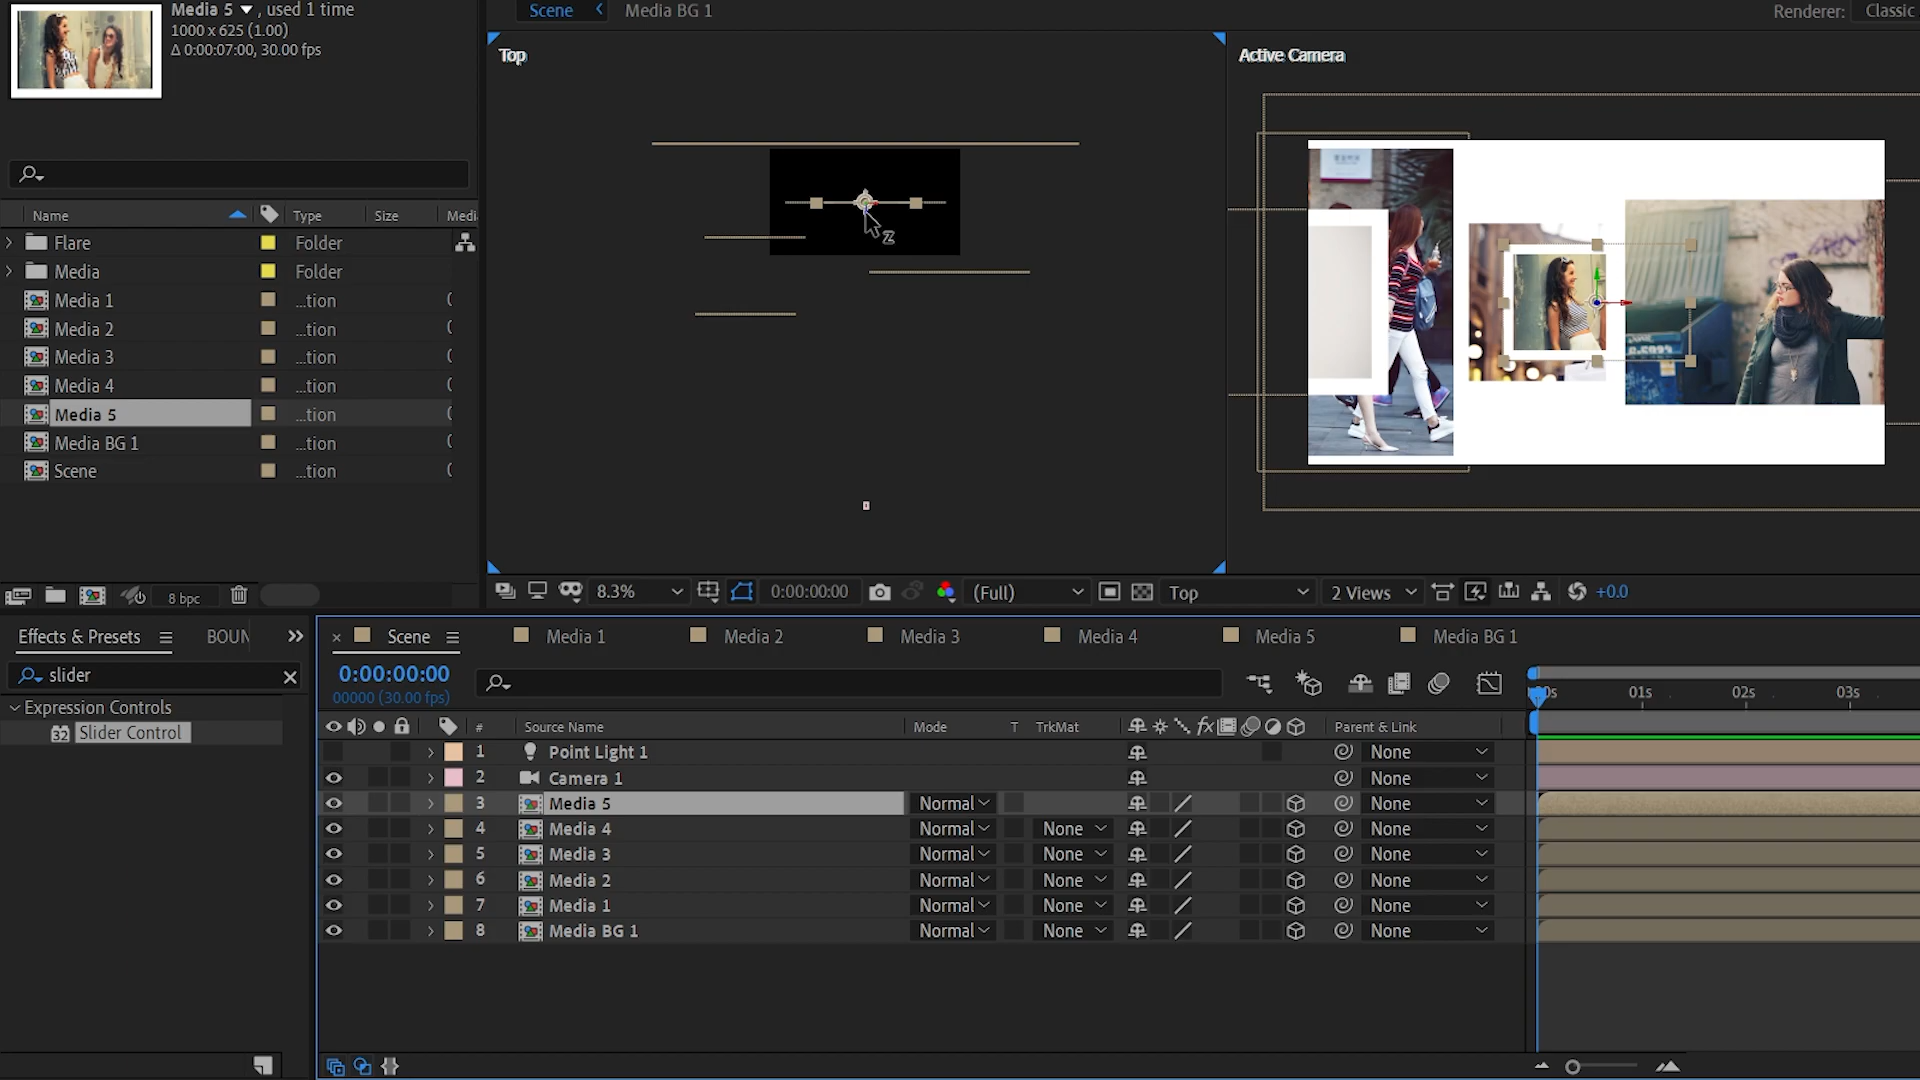 Media 5 , used 1 time
1000 x 625 (1.00)
Δ 0:00:07:00, 30.00 fps
Scene
Media BG 1
Renderer:
Classic
Top
Active Camera
Name
Type
Size
Flare
Folder
Media
Folder
Media 1
...tion
Media 2
...tion
Media 3
...tion
Media 4
...tion
Media 5
...tion
Media BG 1
...tion
Scene
...tion
8 bpc
8.3%
0:00:00:00
(Full)
Top
2 Views
+0.0
Effects & Presets
BOUN
slider
Expression Controls
32 Slider Control
Scene
Media 1
Media 2
Media 3
Media 4
Media 5
Media BG 1
0:00:00:00
00000 (30.00 fps)
01s
02s
03s
#
Source Name
Mode
T
TrkMat
fx
Parent & Link
1
Point Light 1
None
2
Camera 1
None
3
Media 5
Normal
None
4
Media 4
Normal
None
None
5
Media 3
Normal
None
None
6
Media 2
Normal
None
None
7
Media 1
Normal
None
None
8
Media BG 1
Normal
None
None